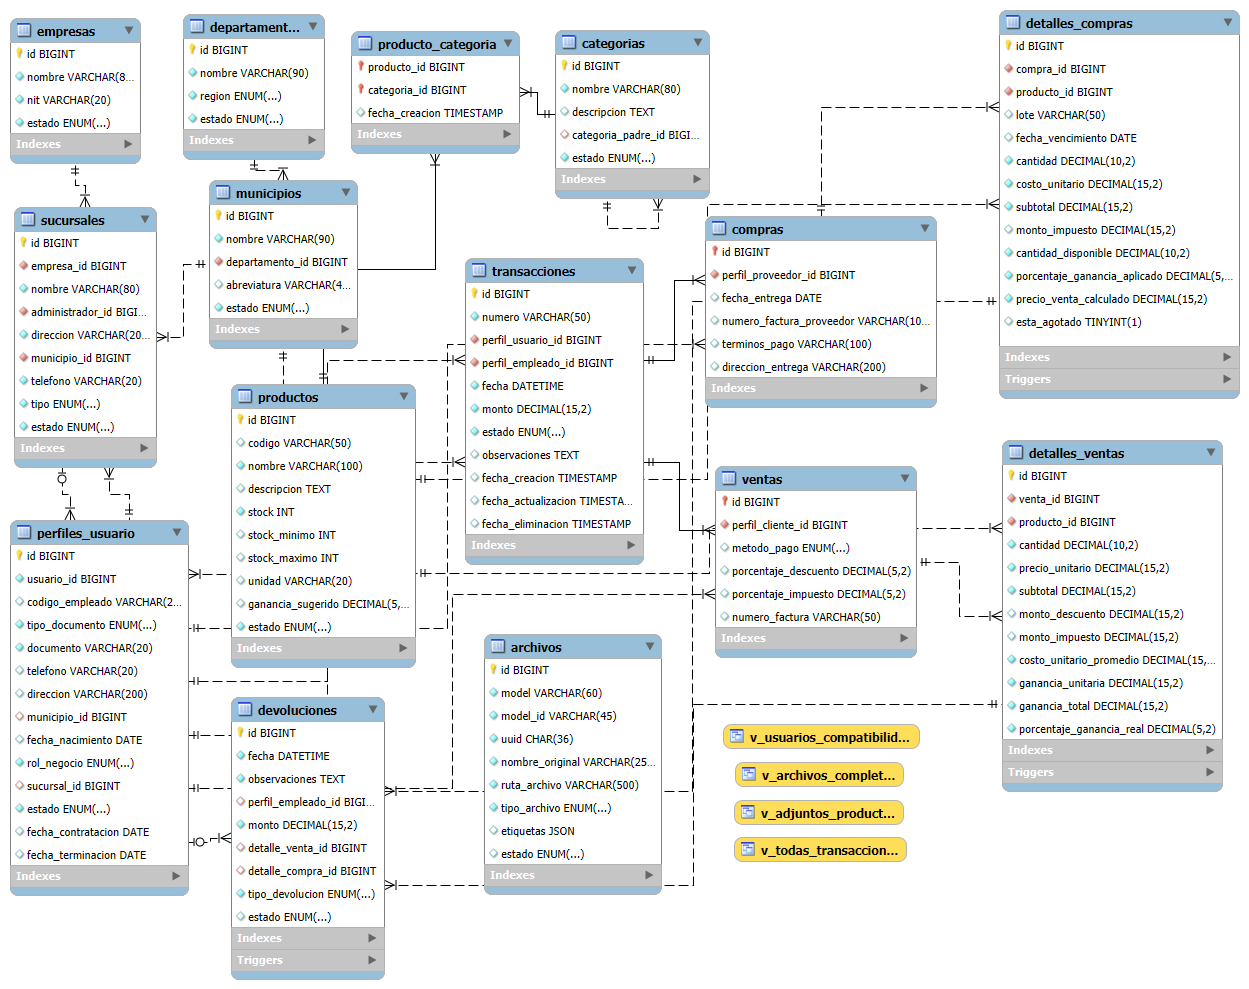 empresas
id BIGINT
nombre VARCHAR(8...
nit VARCHAR(20)
estado ENUM(...)
Indexes
departament...
id BIGINT
nombre VARCHAR(90)
region ENUM(...)
estado ENUM(...)
Indexes
producto_categoria
producto_id BIGINT
categoria_id BIGINT
fecha_creacion TIMESTAMP
Indexes
categorias
id BIGINT
nombre VARCHAR(80)
descripcion TEXT
categoria_padre_id BIGI...
estado ENUM(...)
Indexes
detalles_compras
id BIGINT
compra_id BIGINT
producto_id BIGINT
lote VARCHAR(50)
fecha_vencimiento DATE
cantidad DECIMAL(10,2)
costo_unitario DECIMAL(15,2)
subtotal DECIMAL(15,2)
monto_impuesto DECIMAL(15,2)
cantidad_disponible DECIMAL(10,2)
porcentaje_ganancia_aplicado DECIMAL(5,...
precio_venta_calculado DECIMAL(15,2)
esta_agotado TINYINT(1)
Indexes
Triggers
sucursales
id BIGINT
empresa_id BIGINT
nombre VARCHAR(80)
administrador_id BIGI...
direccion VARCHAR(20...
municipio_id BIGINT
telefono VARCHAR(20)
tipo ENUM(...)
estado ENUM(...)
Indexes
municipios
id BIGINT
nombre VARCHAR(90)
departamento_id BIGINT
abreviatura VARCHAR(4...
estado ENUM(...)
Indexes
transacciones
id BIGINT
numero VARCHAR(50)
perfil_usuario_id BIGINT
perfil_empleado_id BIGINT
fecha DATETIME
monto DECIMAL(15,2)
estado ENUM(...)
observaciones TEXT
fecha_creacion TIMESTAMP
fecha_actualizacion TIMESTA...
fecha_eliminacion TIMESTAMP
Indexes
compras
id BIGINT
perfil_proveedor_id BIGINT
fecha_entrega DATE
numero_factura_proveedor VARCHAR(10...
terminos_pago VARCHAR(100)
direccion_entrega VARCHAR(200)
Indexes
productos
id BIGINT
codigo VARCHAR(50)
nombre VARCHAR(100)
descripcion TEXT
stock INT
stock_minimo INT
stock_maximo INT
unidad VARCHAR(20)
ganancia_sugerido DECIMAL(5,...
estado ENUM(...)
Indexes
ventas
id BIGINT
perfil_cliente_id BIGINT
metodo_pago ENUM(...)
porcentaje_descuento DECIMAL(5,2)
porcentaje_impuesto DECIMAL(5,2)
numero_factura VARCHAR(50)
Indexes
detalles_ventas
id BIGINT
venta_id BIGINT
producto_id BIGINT
cantidad DECIMAL(10,2)
precio_unitario DECIMAL(15,2)
subtotal DECIMAL(15,2)
monto_descuento DECIMAL(15,2)
monto_impuesto DECIMAL(15,2)
costo_unitario_promedio DECIMAL(15,...
ganancia_unitaria DECIMAL(15,2)
ganancia_total DECIMAL(15,2)
porcentaje_ganancia_real DECIMAL(5,2)
Indexes
Triggers
perfiles_usuario
id BIGINT
usuario_id BIGINT
codigo_empleado VARCHAR(2...
tipo_documento ENUM(...)
documento VARCHAR(20)
telefono VARCHAR(20)
direccion VARCHAR(200)
municipio_id BIGINT
fecha_nacimiento DATE
rol_negocio ENUM(...)
sucursal_id BIGINT
estado ENUM(...)
fecha_contratacion DATE
fecha_terminacion DATE
Indexes
devoluciones
id BIGINT
fecha DATETIME
observaciones TEXT
perfil_empleado_id BIGI...
monto DECIMAL(15,2)
detalle_venta_id BIGINT
detalle_compra_id BIGINT
tipo_devolucion ENUM(...)
estado ENUM(...)
Indexes
Triggers
archivos
id BIGINT
model VARCHAR(60)
model_id VARCHAR(45)
uuid CHAR(36)
nombre_original VARCHAR(25...
ruta_archivo VARCHAR(500)
tipo_archivo ENUM(...)
etiquetas JSON
estado ENUM(...)
Indexes
v_usuarios_compatibilid...
v_archivos_complet...
v_adjuntos_product...
v_todas_transaccion...